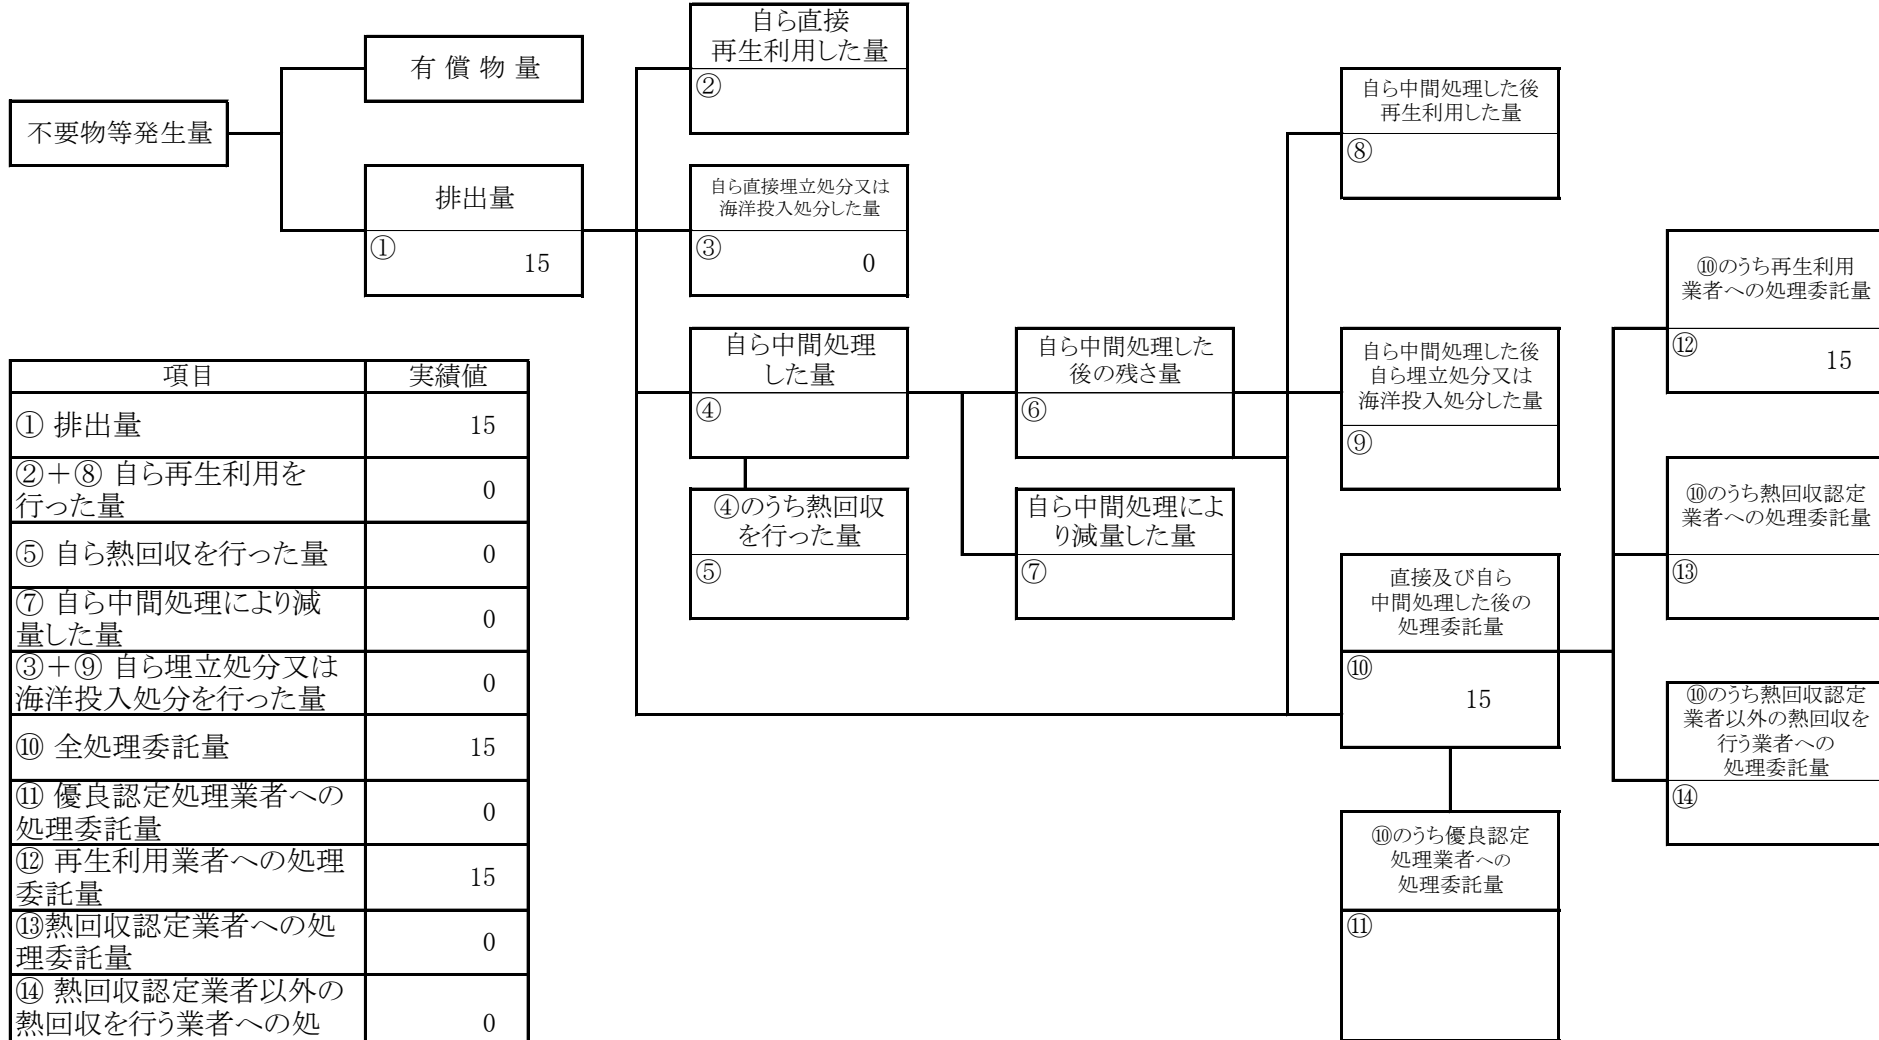 不要物等発生量
有償物量
排出量
①
15
自ら直接
再生利用した量
②
自ら直接埋立処分又は
海洋投入処分した量
③
0
自ら中間処理
した量
④
④のうち熱回収
を行った量
⑤
自ら中間処理した
後の残さ量
⑥
自ら中間処理によ
り減量した量
⑦
自ら中間処理した後
再生利用した量
⑧
自ら中間処理した後
自ら埋立処分又は
海洋投入処分した量
⑨
直接及び自ら
中間処理した後の
処理委託量
⑩
15
⑩のうち優良認定
処理業者への
処理委託量
⑪
⑩のうち再生利用
業者への処理委託量
⑫
15
⑩のうち熱回収認定
業者への処理委託量
⑬
⑩のうち熱回収認定
業者以外の熱回収を
行う業者への
処理委託量
⑭
項目 実績値
① 排出量 15
②＋⑧ 自ら再生利用を
行った量 0
⑤ 自ら熱回収を行った量 0
⑦ 自ら中間処理により減
量した量 0
③＋⑨ 自ら埋立処分又は
海洋投入処分を行った量 0
⑩ 全処理委託量 15
⑪ 優良認定処理業者への
処理委託量 0
⑫ 再生利用業者への処理
委託量 15
⑬熱回収認定業者への処
理委託量 0
⑭ 熱回収認定業者以外の
熱回収を行う業者への処 0